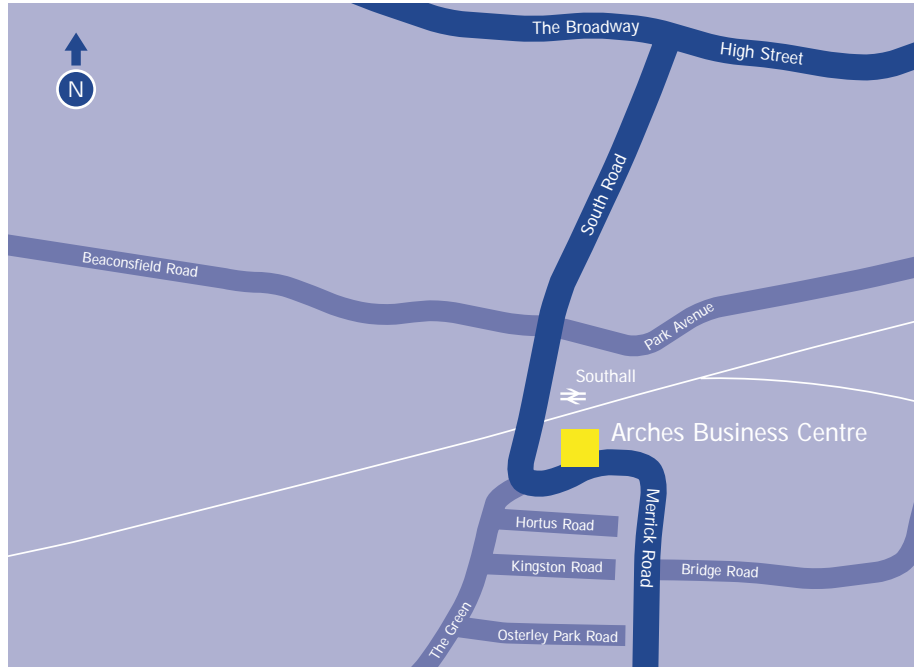 The Broadway
High Street
N
South Road
Beaconsfield Road
Park Avenue
Southall
Arches Business Centre
Merrick Road
Hortus Road
Kingston Road
Bridge Road
The Green
Osterley Park Road